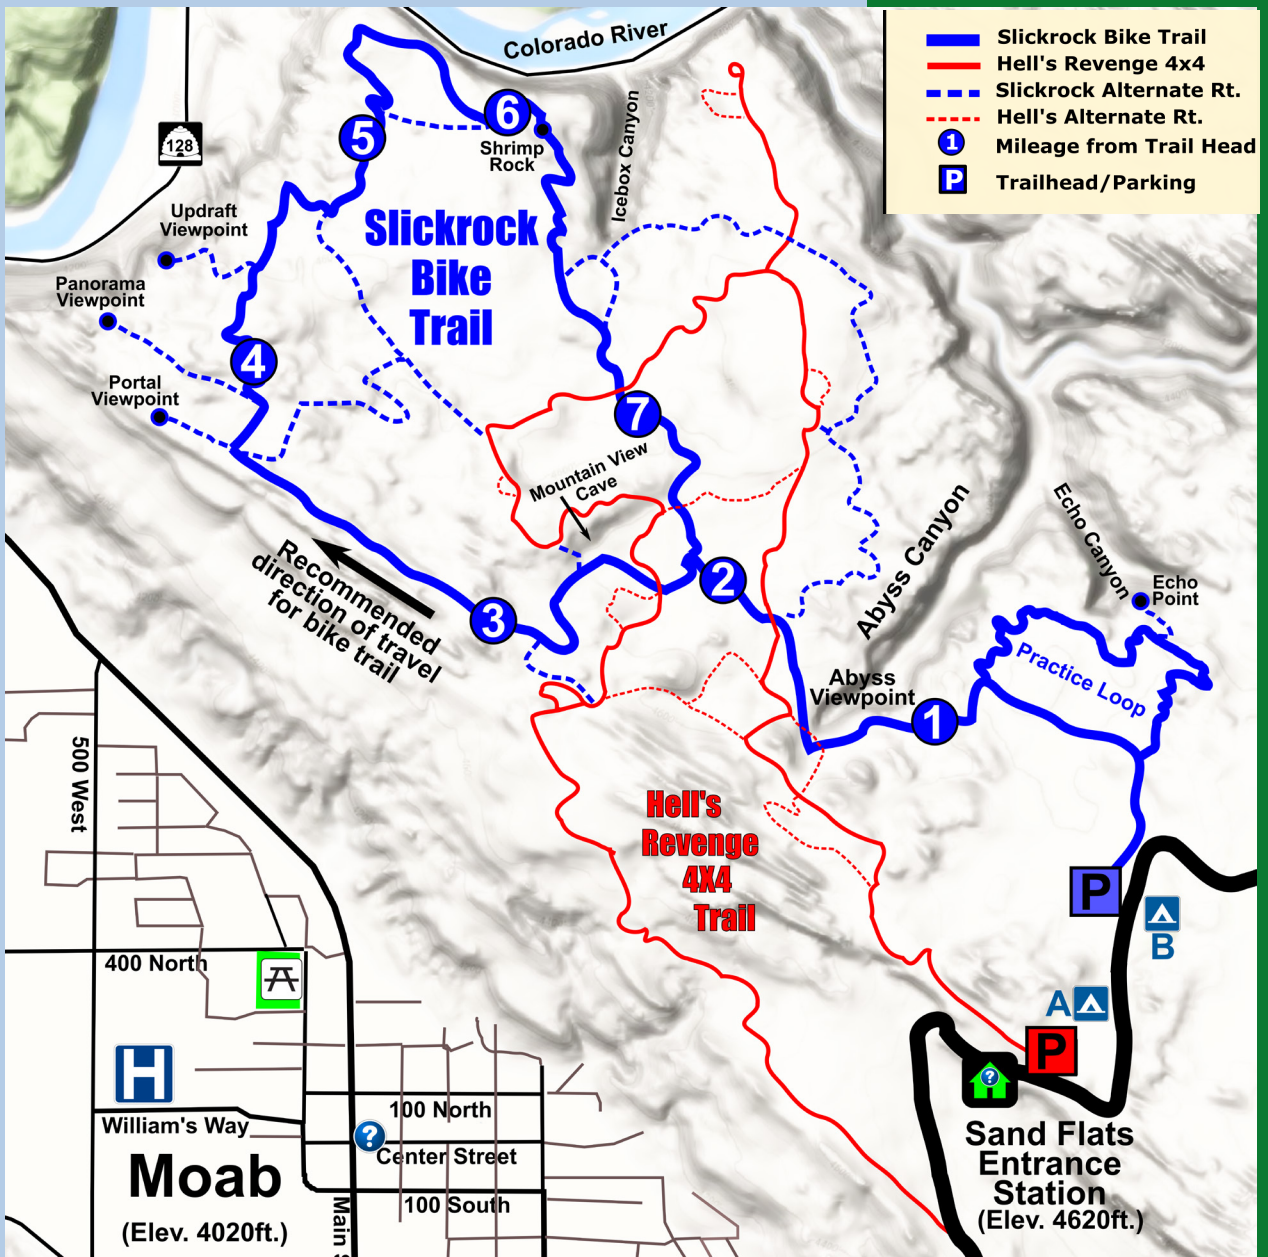 Colorado River
Slickrock Bike Trail
Hell's Revenge 4x4
Slickrock Alternate Rt.
Hell's Alternate Rt.
1
Mileage from Trail Head
P
Trailhead/Parking
128
5
6
Shrimp
Rock
Icebox Canyon
Updraft
Viewpoint
Slickrock
Bike
Trail
Panorama
Viewpoint
4
Portal
Viewpoint
7
Mountain View
Cave
Recommended
direction of travel
for bike trail
3
2
Abyss Canyon
Echo Canyon
Echo
Point
Practice Loop
Abyss
Viewpoint
1
500 West
Hell's
Revenge
4X4
Trail
P
B
A
400 North
H
P
?
100 North
William's Way
?
Center Street
Moab
(Elev. 4020ft.)
100 South
Main S
Sand Flats
Entrance
Station
(Elev. 4620ft.)